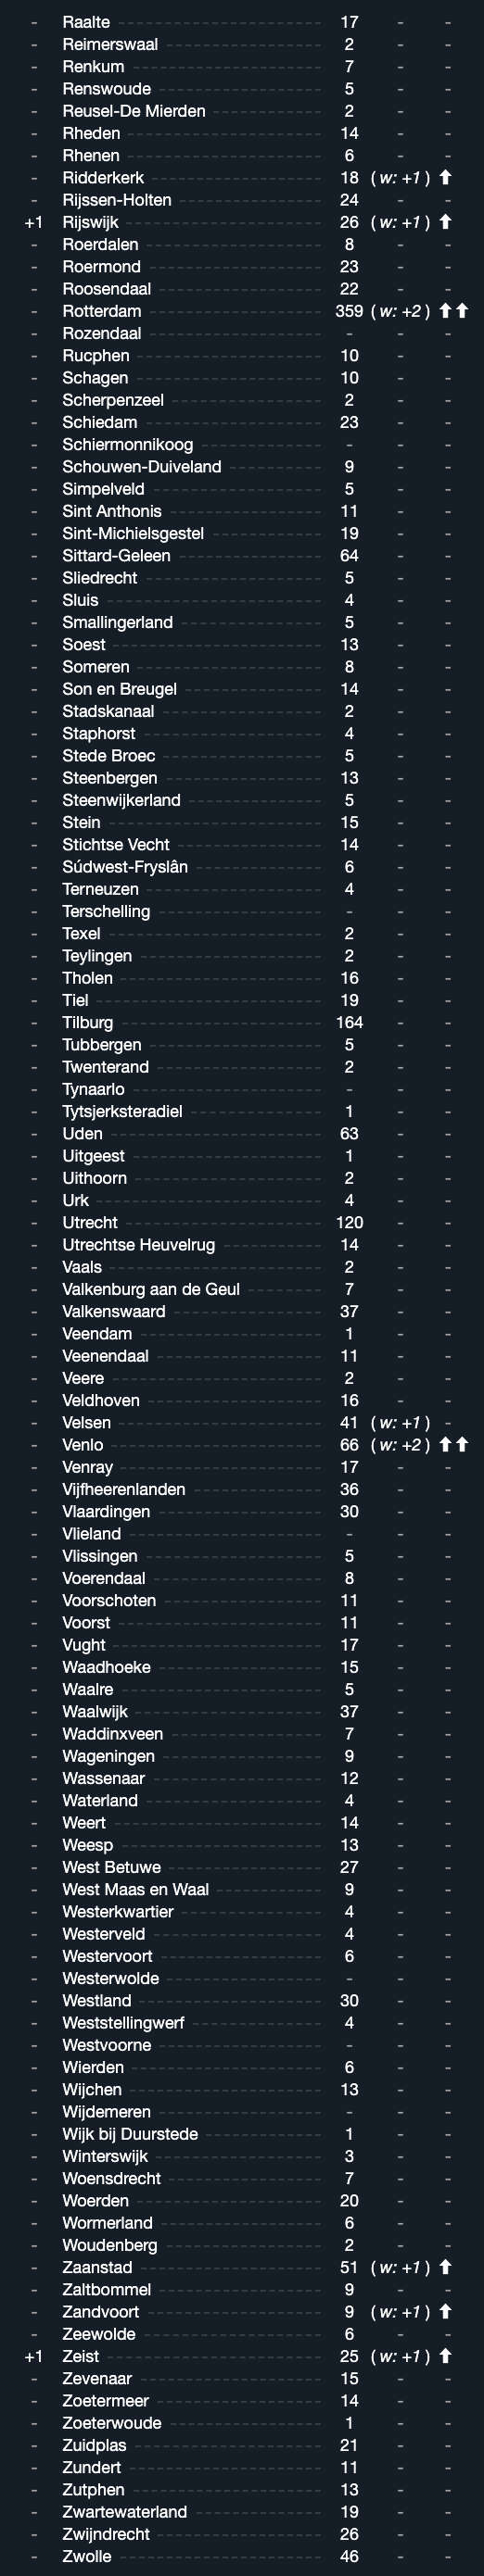 - Raalte 17 - -
- Reimerswaal 2 - -
- Renkum 7 - -
- Renswoude 5 - -
- Reusel-De Mierden 2 - -
- Rheden 14 - -
- Rhenen 6 - -
- Ridderkerk 18 ( w: +1 ) ⬆
- Rijssen-Holten 24 - -
+1 Rijswijk 26 ( w: +1 ) ⬆
- Roerdalen 8 - -
- Roermond 23 - -
- Roosendaal 22 - -
- Rotterdam 359 ( w: +2 ) ⬆⬆
- Rozendaal - - -
- Rucphen 10 - -
- Schagen 10 - -
- Scherpenzeel 2 - -
- Schiedam 23 - -
- Schiermonnikoog - - -
- Schouwen-Duiveland 9 - -
- Simpelveld 5 - -
- Sint Anthonis 11 - -
- Sint-Michielsgestel 19 - -
- Sittard-Geleen 64 - -
- Sliedrecht 5 - -
- Sluis 4 - -
- Smallingerland 5 - -
- Soest 13 - -
- Someren 8 - -
- Son en Breugel 14 - -
- Stadskanaal 2 - -
- Staphorst 4 - -
- Stede Broec 5 - -
- Steenbergen 13 - -
- Steenwijkerland 5 - -
- Stein 15 - -
- Stichtse Vecht 14 - -
- Súdwest-Fryslân 6 - -
- Terneuzen 4 - -
- Terschelling - - -
- Texel 2 - -
- Teylingen 2 - -
- Tholen 16 - -
- Tiel 19 - -
- Tilburg 164 - -
- Tubbergen 5 - -
- Twenterand 2 - -
- Tynaarlo - - -
- Tytsjerksteradiel 1 - -
- Uden 63 - -
- Uitgeest 1 - -
- Uithoorn 2 - -
- Urk 4 - -
- Utrecht 120 - -
- Utrechtse Heuvelrug 14 - -
- Vaals 2 - -
- Valkenburg aan de Geul 7 - -
- Valkenswaard 37 - -
- Veendam 1 - -
- Veenendaal 11 - -
- Veere 2 - -
- Veldhoven 16 - -
- Velsen 41 ( w: +1 ) -
- Venlo 66 ( w: +2 ) ⬆⬆
- Venray 17 - -
- Vijfheerenlanden 36 - -
- Vlaardingen 30 - -
- Vlieland - - -
- Vlissingen 5 - -
- Voerendaal 8 - -
- Voorschoten 11 - -
- Voorst 11 - -
- Vught 17 - -
- Waadhoeke 15 - -
- Waalre 5 - -
- Waalwijk 37 - -
- Waddinxveen 7 - -
- Wageningen 9 - -
- Wassenaar 12 - -
- Waterland 4 - -
- Weert 14 - -
- Weesp 13 - -
- West Betuwe 27 - -
- West Maas en Waal 9 - -
- Westerkwartier 4 - -
- Westerveld 4 - -
- Westervoort 6 - -
- Westerwolde - - -
- Westland 30 - -
- Weststellingwerf 4 - -
- Westvoorne - - -
- Wierden 6 - -
- Wijchen 13 - -
- Wijdemeren - - -
- Wijk bij Duurstede 1 - -
- Winterswijk 3 - -
- Woensdrecht 7 - -
- Woerden 20 - -
- Wormerland 6 - -
- Woudenberg 2 - -
- Zaanstad 51 ( w: +1 ) ⬆
- Zaltbommel 9 - -
- Zandvoort 9 ( w: +1 ) ⬆
- Zeewolde 6 - -
+1 Zeist 25 ( w: +1 ) ⬆
- Zevenaar 15 - -
- Zoetermeer 14 - -
- Zoeterwoude 1 - -
- Zuidplas 21 - -
- Zundert 11 - -
- Zutphen 13 - -
- Zwartewaterland 19 - -
- Zwijndrecht 26 - -
- Zwolle 46 - -